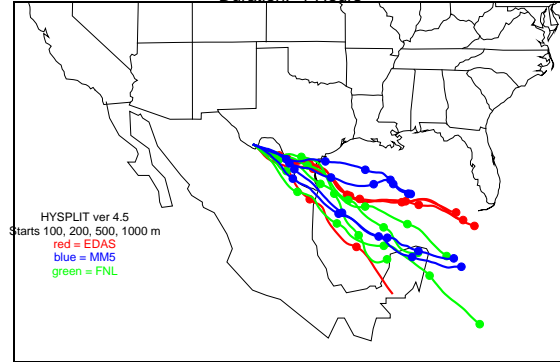 HYSPLIT ver 4.5
Starts 100, 200, 500, 1000 m
red = EDAS
blue = MM5
green = FNL